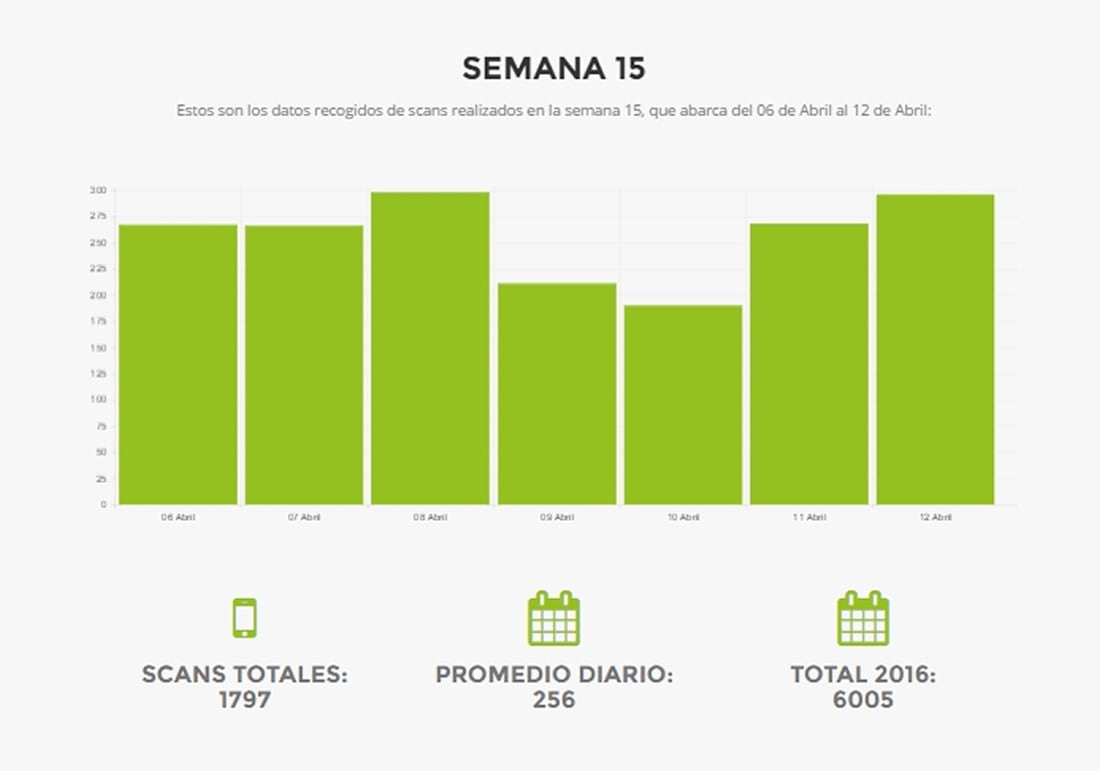 SEMANA 15
Estos son los datos recogidos de scans realizados en la semana 15, que abarca del 06 de Abril al 12 de Abril:
300
275
250
225
200
175
150
125
100
75
50
25
0
06 Abril 07 Abril 08 Abril 09 Abril 10 Abril 11 Abril 12 Abril
SCANS TOTALES: PROMEDIO DIARIO: TOTAL 2016:
1797 256 6005